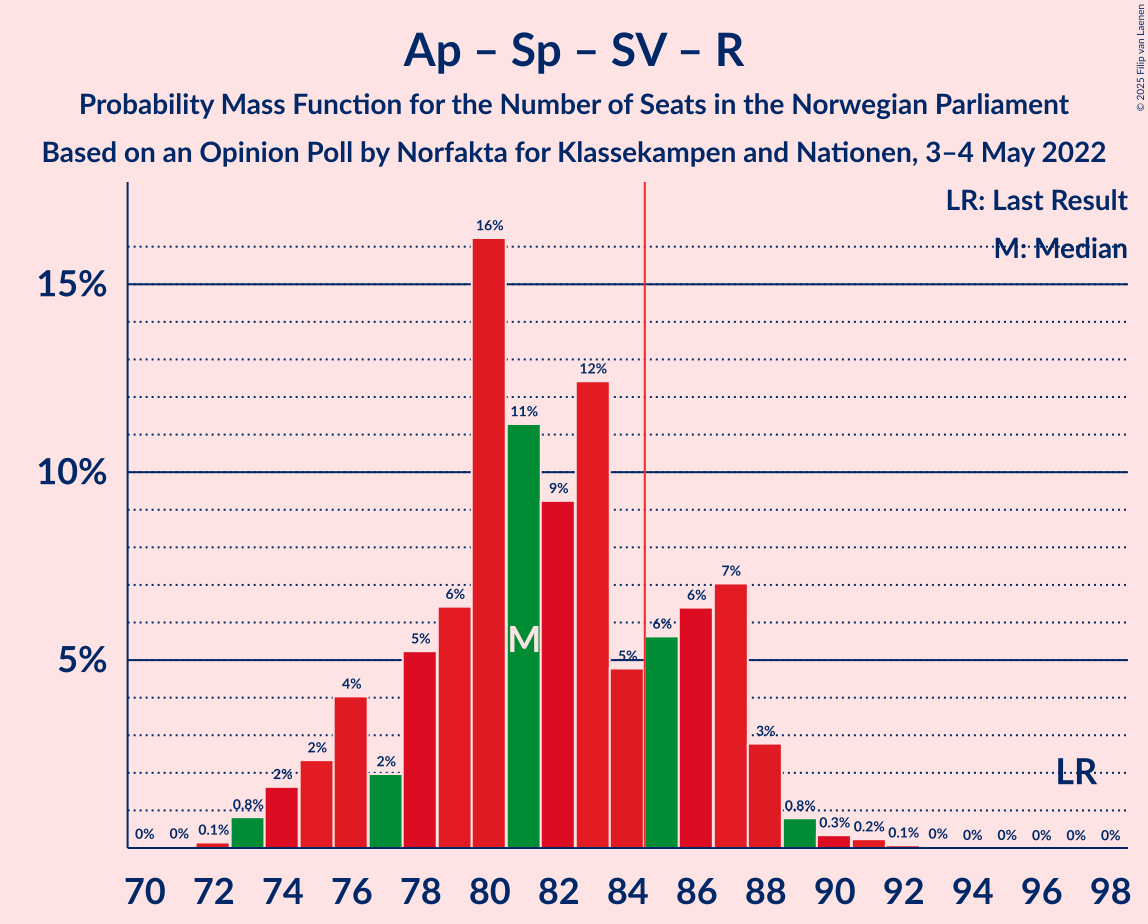 Ap – Sp – SV – R
Probability Mass Function for the Number of Seats in the Norwegian Parliament
Based on an Opinion Poll by Norfakta for Klassekampen and Nationen, 3–4 May 2022
© 2025 Filip van Laenen
LR: Last Result
M: Median
15%
10%
5%
0% 0% 0.1% 0.8% 2% 2% 4% 2% 5% 6% 16% 11% 9% 12% 5% 6% 6% 7% 3% 0.8% 0.3% 0.2% 0.1% 0% 0% 0% 0% 0% 0%
M
LR
70 72 74 76 78 80 82 84 86 88 90 92 94 96 98